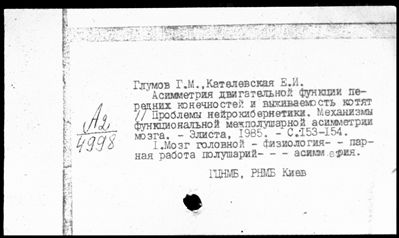 Глумов Г.М., Кателевская Е.И.
Асимметрия двигательной функции пе-
редних конечностей и выживаемость котят
// Проблемы нейрокибернетики. Механизмы
функциональной межполушарной асимметрии
мозга. - Элиста, 1985. - С.153-154.
I.Мозг головной - физиология- - пар-
ная работа полушарий- - - асимметрия.
ГЦНМБ, РНМБ Киев
А2
4998